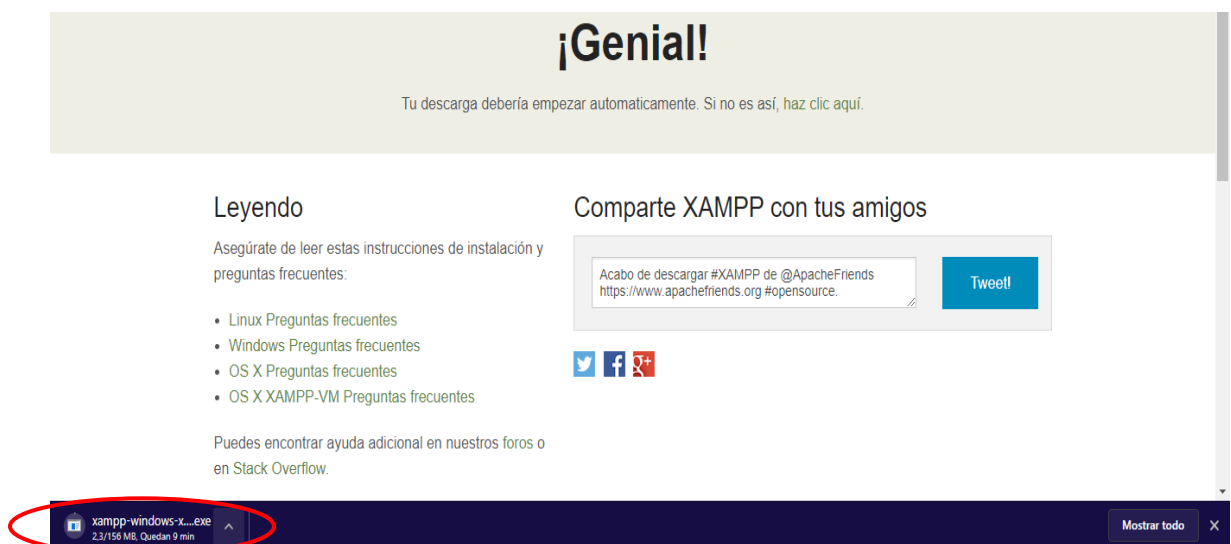 ¡Genial!
Tu descarga debería empezar automaticamente. Si no es así, haz clic aquí.
Leyendo
Asegúrate de leer estas instrucciones de instalación y
preguntas frecuentes:
• Linux Preguntas frecuentes
• Windows Preguntas frecuentes
• OS X Preguntas frecuentes
• OS X XAMPP-VM Preguntas frecuentes
Puedes encontrar ayuda adicional en nuestros foros o
en Stack Overflow.
Comparte XAMPP con tus amigos
Acabo de descargar #XAMPP de @ApacheFriends
https://www.apachefriends.org #opensource.
Tweet!
xampp-windows-x....exe
2,3/156 MB, Quedan 9 min
Mostrar todo